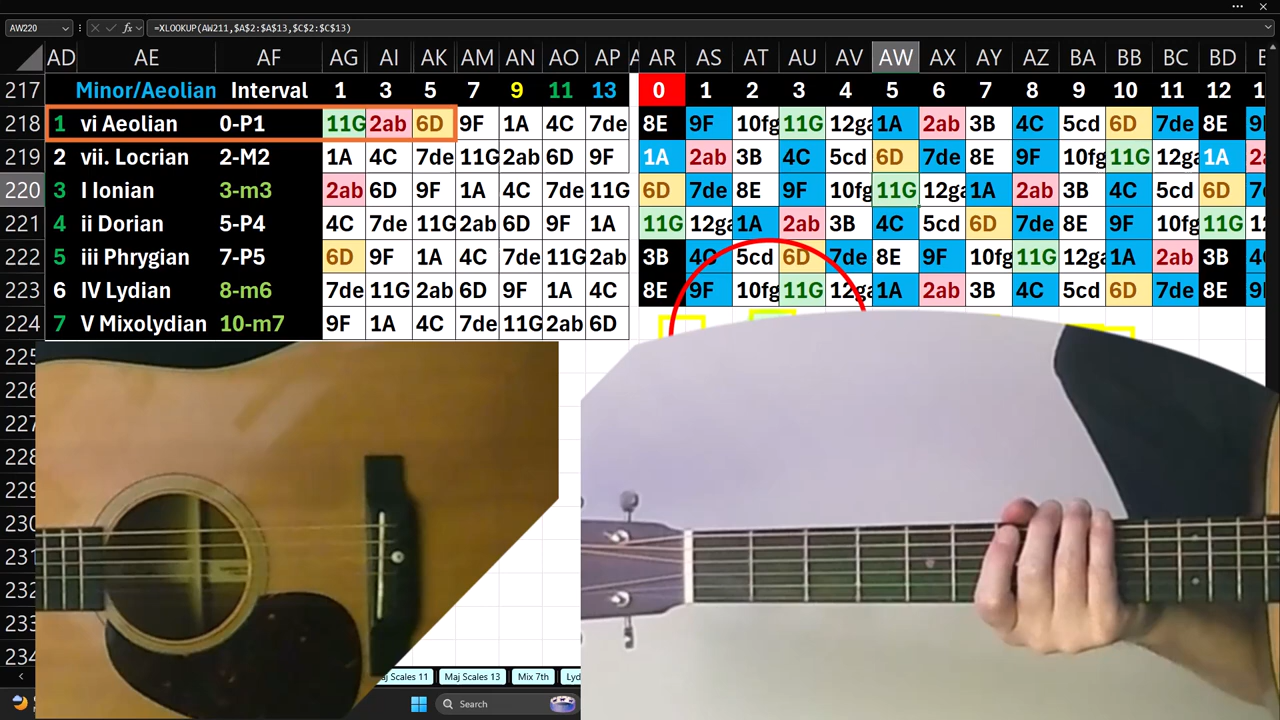 AW220 fx =XLOOKUP(AW211,$A$2:$A$13,$C$2:$C$13)
AD AE AF AG AI AK AM AN AO AP A AR AS AT AU AV AW AX AY AZ BA BB BC BD E
217 Minor/Aeolian Interval 1 3 5 7 9 11 13 0 1 2 3 4 5 6 7 8 9 10 11 12 1
218 1 vi Aeolian 0-P1 11G 2ab 6D 9F 1A 4C 7de 8E 9F 10fg 11G 12ga 1A 2ab 3B 4C 5cd 6D 7de 8E 9
219 2 vii. Locrian 2-M2 1A 4C 7de 11G 2ab 6D 9F 1A 2ab 3B 4C 5cd 6D 7de 8E 9F 10fg 11G 12ga 1A 2
220 3 I Ionian 3-m3 2ab 6D 9F 1A 4C 7de 11G 6D 7de 8E 9F 10fg 11G 12ga 1A 2ab 3B 4C 5cd 6D 7
221 4 ii Dorian 5-P4 4C 7de 11G 2ab 6D 9F 1A 11G 12ga 1A 2ab 3B 4C 5cd 6D 7de 8E 9F 10fg 11G 12
222 5 iii Phrygian 7-P5 6D 9F 1A 4C 7de 11G 2ab 3B 4C 5cd 6D 7de 8E 9F 10fg 11G 12ga 1A 2ab 3B 4
223 6 IV Lydian 8-m6 7de 11G 2ab 6D 9F 1A 4C 8E 9F 10fg 11G 12ga 1A 2ab 3B 4C 5cd 6D 7de 8E 9
224 7 V Mixolydian 10-m7 9F 1A 4C 7de 11G 2ab 6D
225
226
227
228
229
230
231
232
233
234
aj Scales 11 Maj Scales 13 Mix 7th Lyd
Search